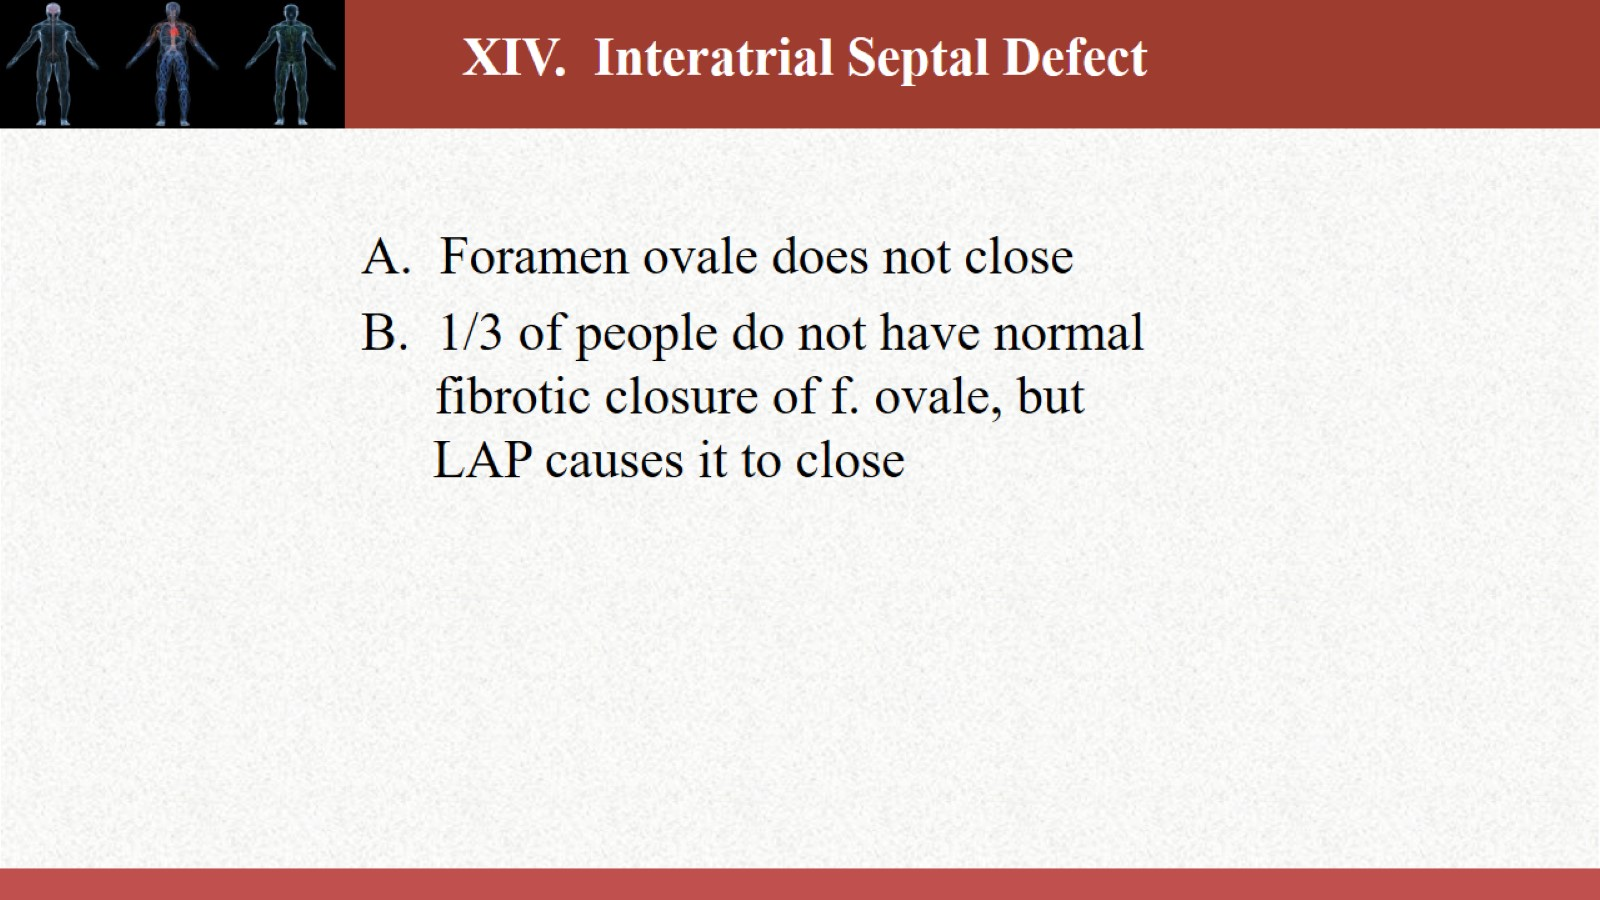 XIV. Interatrial Septal Defect
A. Foramen ovale does not close
B. 1/3 of people do not have normal
fibrotic closure of f. ovale, but
LAP causes it to close